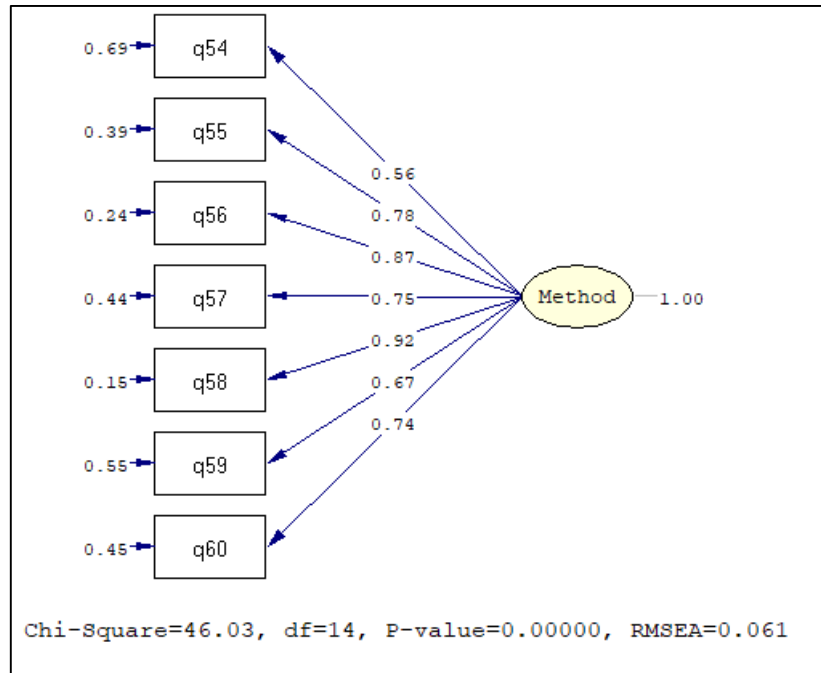 0.69 q54
0.39 q55
0.56
0.24 q56
0.78
0.87
0.44 q57
0.75
Method 1.00
0.92
0.15 q58
0.67
0.74
0.55 q59
0.45 q60
Chi-Square=46.03, df=14, P-value=0.00000, RMSEA=0.061